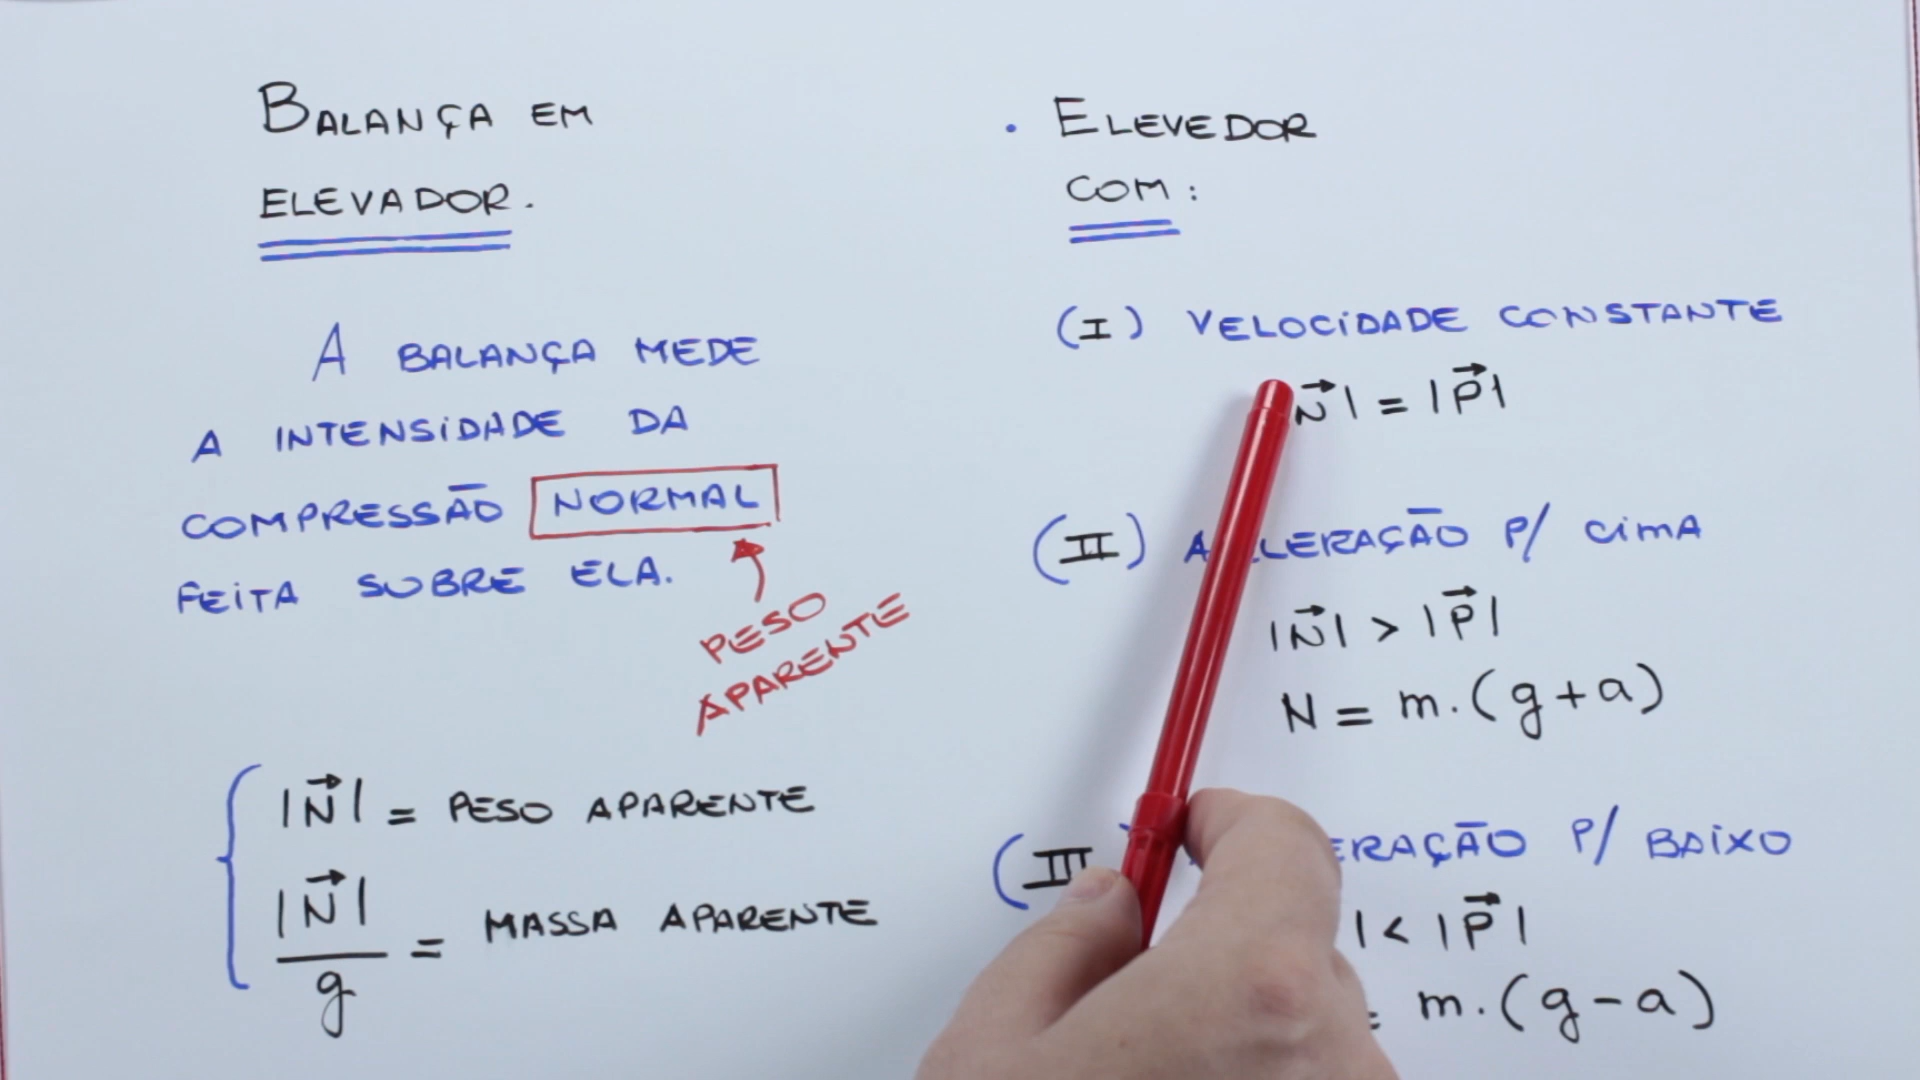 BALANÇA EM
ELEVADOR.
A BALANÇA MEDE
A INTENSIDADE DA
COMPRESSÃO NORMAL
FEITA SOBRE ELA.
PESO
APARENTE
|N⃗| = PESO APARENTE
|N⃗|/g = MASSA APARENTE
• ELEVEDOR
COM:
(I) VELOCIDADE CONSTANTE
N⃗| = |P⃗|
(II) ACELERAÇÃO P/ CIMA
|N⃗| > |P⃗|
N = m.(g+a)
(III ERAÇÃO P/ BAIXO
| < |P⃗|
= m.(g-a)